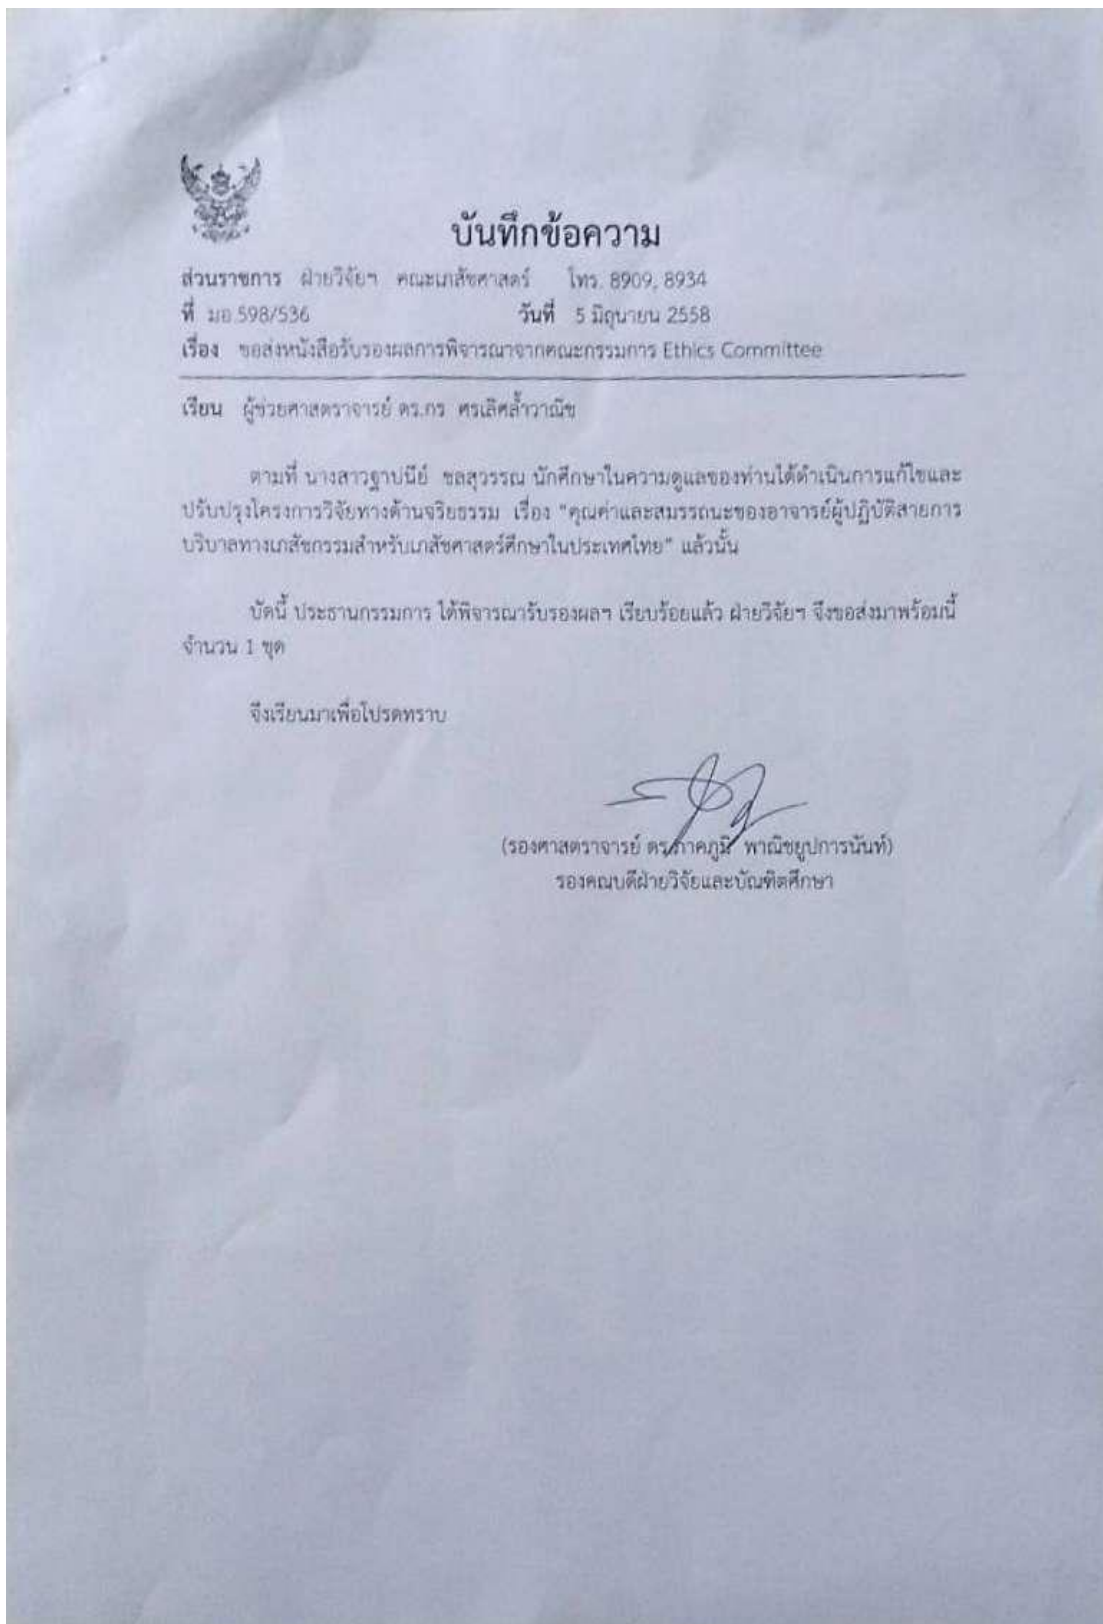 บันทึกข้อความ
ส่วนราชการ ฝ่ายวิจัยฯ คณะเภสัชศาสตร์ โทร. 8909, 8934
ที่ มอ 598/536 วันที่ 5 มิถุนายน 2558
เรื่อง ขอส่งหนังสือรับรองผลการพิจารณาจากคณะกรรมการ Ethics Committee
เรียน ผู้ช่วยศาสตราจารย์ ดร.กร ศรเลิศล้ำวาณิช
ตามที่ นางสาวฐาปนีย์ ชลสุวรรณ นักศึกษาในความดูแลของท่านได้ดำเนินการแก้ไขและ
ปรับปรุงโครงการวิจัยทางด้านจริยธรรม เรื่อง "คุณค่าและสมรรถนะของอาจารย์ผู้ปฏิบัติสายการ
บริบาลทางเภสัชกรรมสำหรับเภสัชศาสตร์ศึกษาในประเทศไทย" แล้วนั้น
บัดนี้ ประธานกรรมการ ได้พิจารณารับรองผลฯ เรียบร้อยแล้ว ฝ่ายวิจัยฯ จึงขอส่งมาพร้อมนี้
จำนวน 1 ชุด
จึงเรียนมาเพื่อโปรดทราบ
(รองศาสตราจารย์ ดร.ภาคภูมิ พาณิชยูปการนันท์)
รองคณบดีฝ่ายวิจัยและบัณฑิตศึกษา